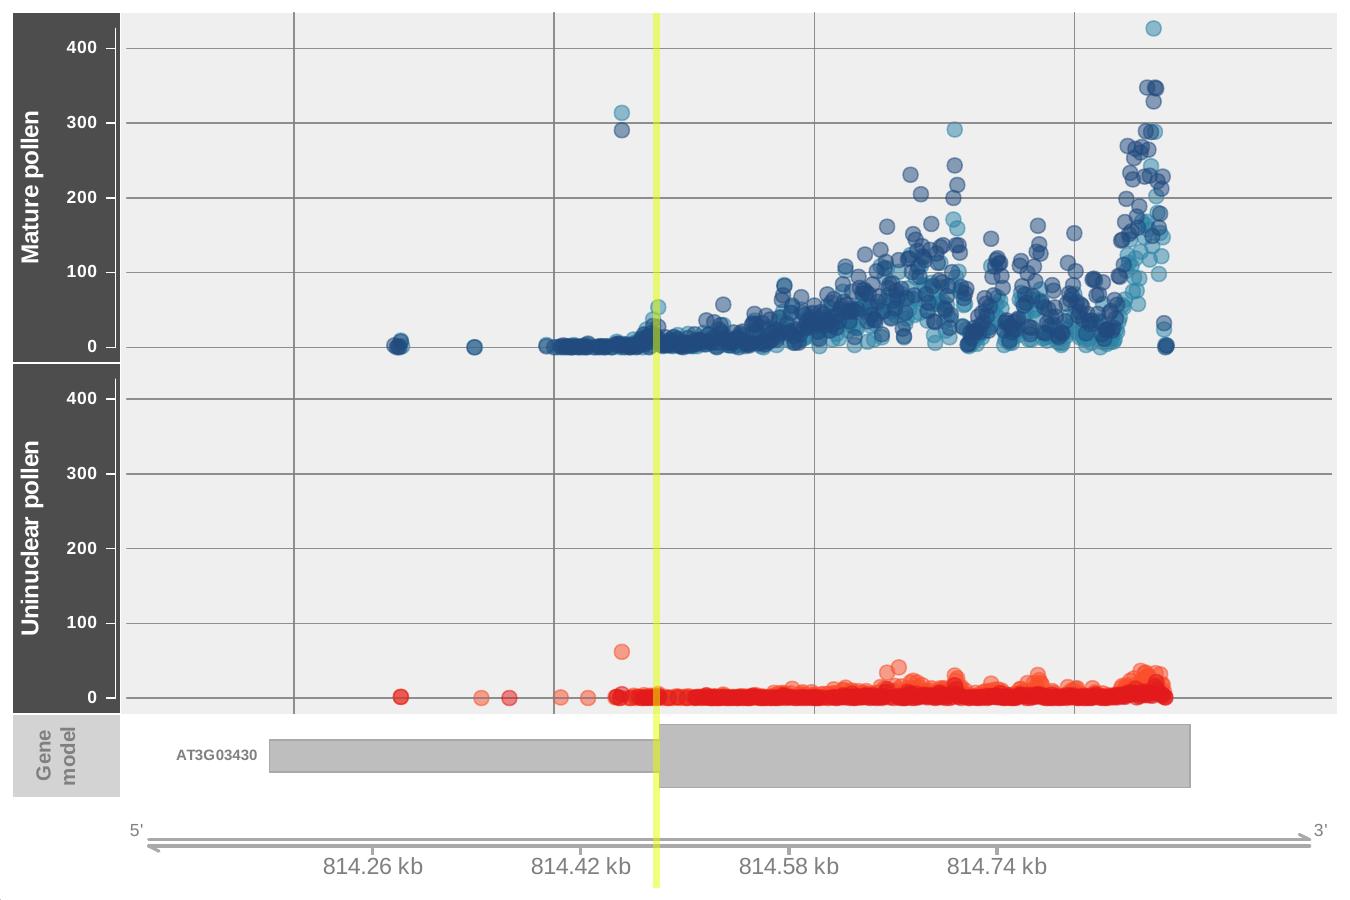 Mature pollen
400
300
200
100
0
Uninuclear pollen
400
300
200
100
0
Gene
model
AT3G03430
5'
3'
814.26 kb
814.42 kb
814.58 kb
814.74 kb